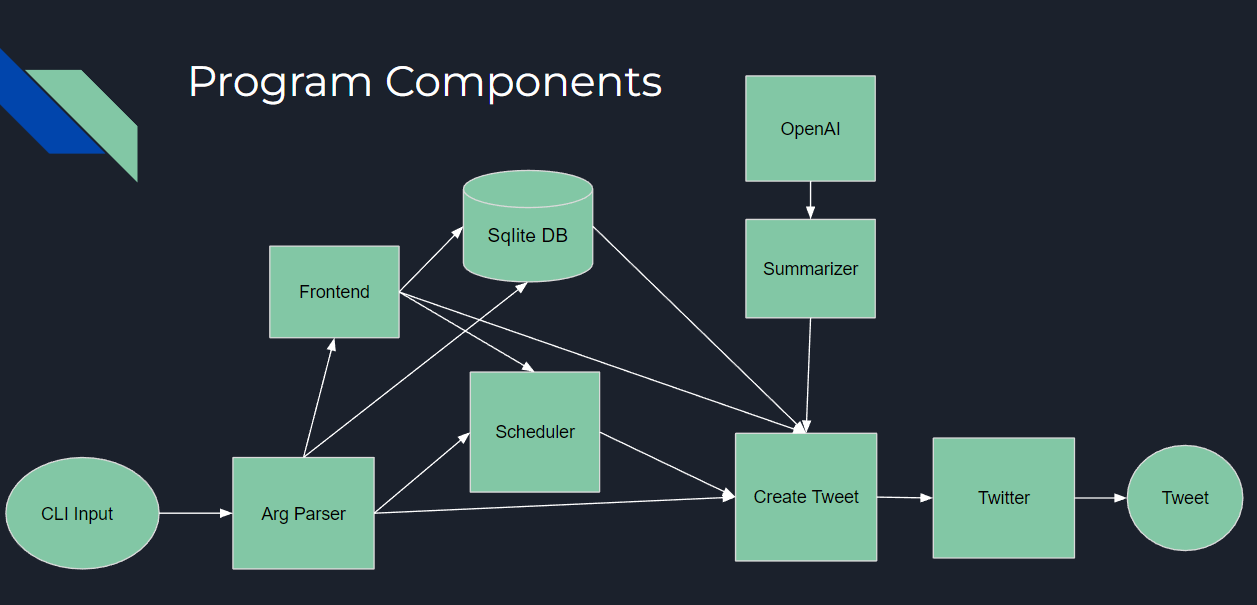 Program Components
OpenAI
Sqlite DB
Summarizer
Frontend
Scheduler
CLI Input
Arg Parser
Create Tweet
Twitter
Tweet